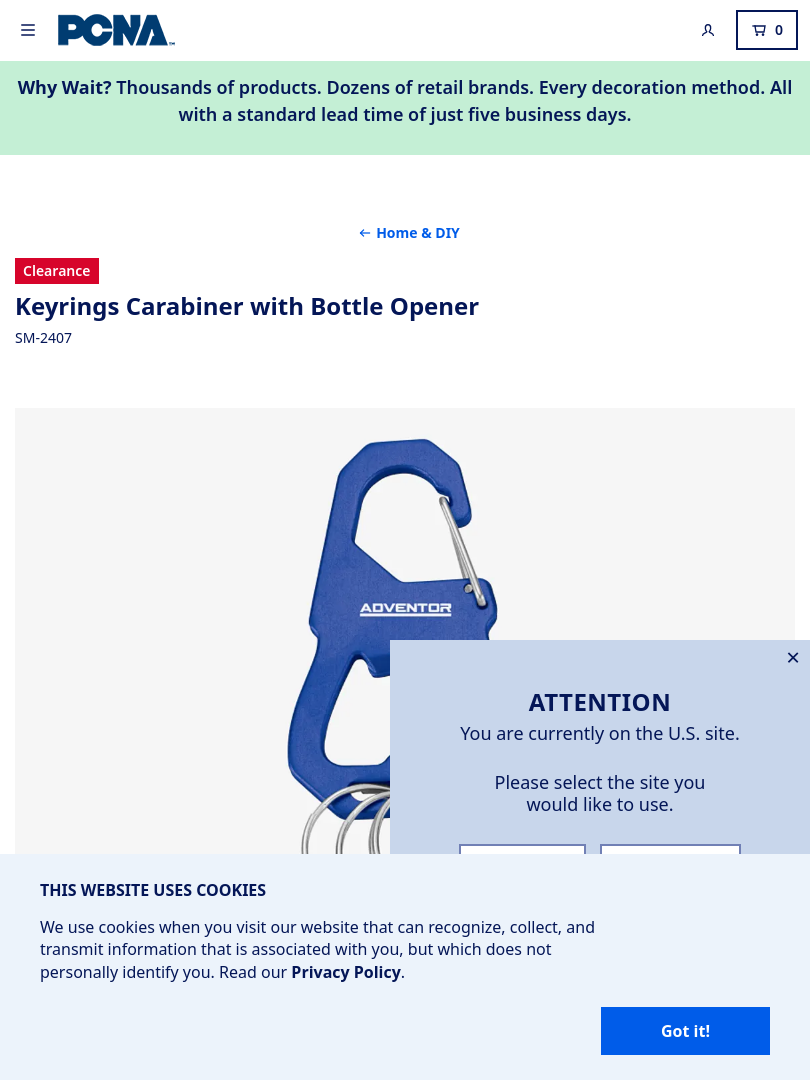 PCNA
0
Why Wait? Thousands of products. Dozens of retail brands. Every decoration method. All
with a standard lead time of just five business days.
← Home & DIY
Clearance
Keyrings Carabiner with Bottle Opener
SM-2407
ADVENTOR
ATTENTION
You are currently on the U.S. site.
Please select the site you
would like to use.
THIS WEBSITE USES COOKIES
We use cookies when you visit our website that can recognize, collect, and
transmit information that is associated with you, but which does not
personally identify you. Read our Privacy Policy.
Got it!